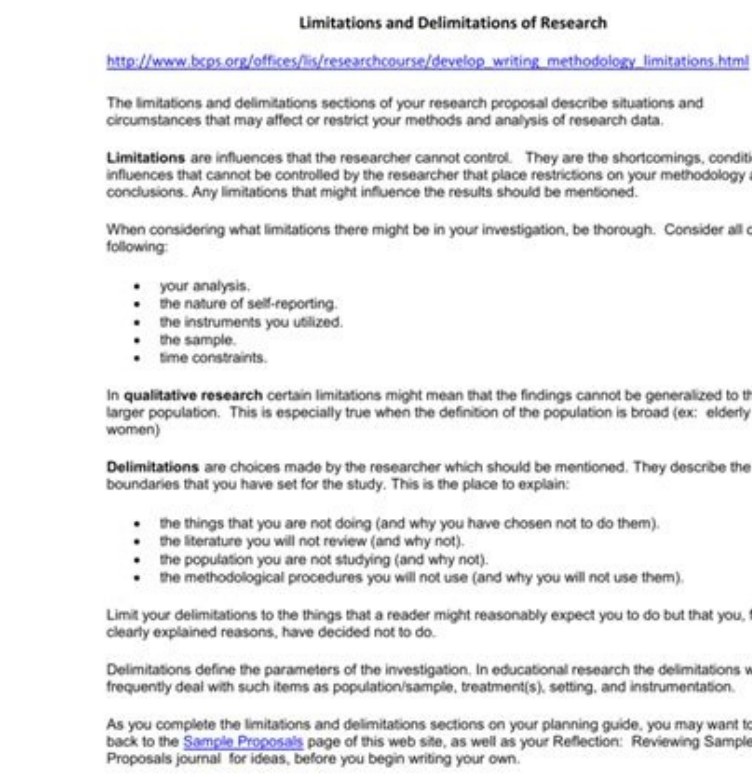 Limitations and Delimitations of Research
http://www.bcps.org/offices/lis/researchcourse/develop_writing_methodology_limitations.html
The limitations and delimitations sections of your research proposal describe situations and
circumstances that may affect or restrict your methods and analysis of research data.
Limitations are influences that the researcher cannot control. They are the shortcomings,
influences that cannot be controlled by the researcher that place restrictions on your methodology
conclusions. Any limitations that might influence the results should be mentioned.
When considering what limitations there might be in your investigation, be thorough. Consider all
following:
• your analysis.
• the nature of self-reporting.
• the instruments you utilized.
• the sample.
• time constraints.
In qualitative research certain limitations might mean that the findings cannot be generalized to
larger population. This is especially true when the definition of the population is broad (ex: elderly
women)
Delimitations are choices made by the researcher which should be mentioned. They describe the
boundaries that you have set for the study. This is the place to explain:
• the things that you are not doing (and why you have chosen not to do them).
• the literature you will not review (and why not).
• the population you are not studying (and why not).
• the methodological procedures you will not use (and why you will not use them).
Limit your delimitations to the things that a reader might reasonably expect you to do but that you,
clearly explained reasons, have decided not to do.
Delimitations define the parameters of the investigation. In educational research the delimitations
frequently deal with such items as population/sample, treatment(s), setting, and instrumentation.
As you complete the limitations and delimitations sections on your planning guide, you may want to
back to the Sample Proposals page of this web site, as well as your Reflection: Reviewing Sample
Proposals journal for ideas, before you begin writing your own.